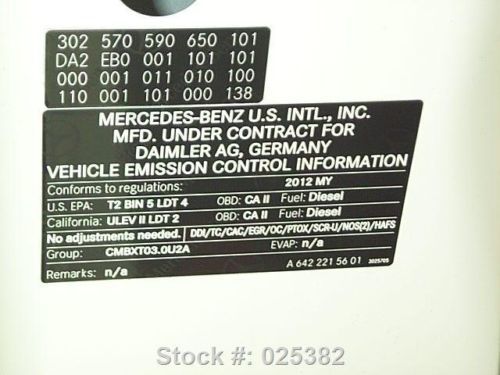 302 570 590 650 101
DA2 EB0 001 101 101
000 001 011 010 100
110 001 101 000 138
MERCEDES-BENZ U.S. INTL., INC.
MFD. UNDER CONTRACT FOR
DAIMLER AG, GERMANY
VEHICLE EMISSION CONTROL INFORMATION
Conforms to regulations: 2012 MY
U.S. EPA: T2 BIN 5 LDT 4 OBD: CA II Fuel: Diesel
California: ULEV II LDT 2 OBD: CA II Fuel: Diesel
No adjustments needed. DDI/TC/CAC/EGR/OC/PTOX/SCR-U/NOS(2)/HAFS
Group: CMBXT03.0U2A EVAP: n/a
Remarks: n/a A 642 221 56 01 3025705
Stock #: 025382